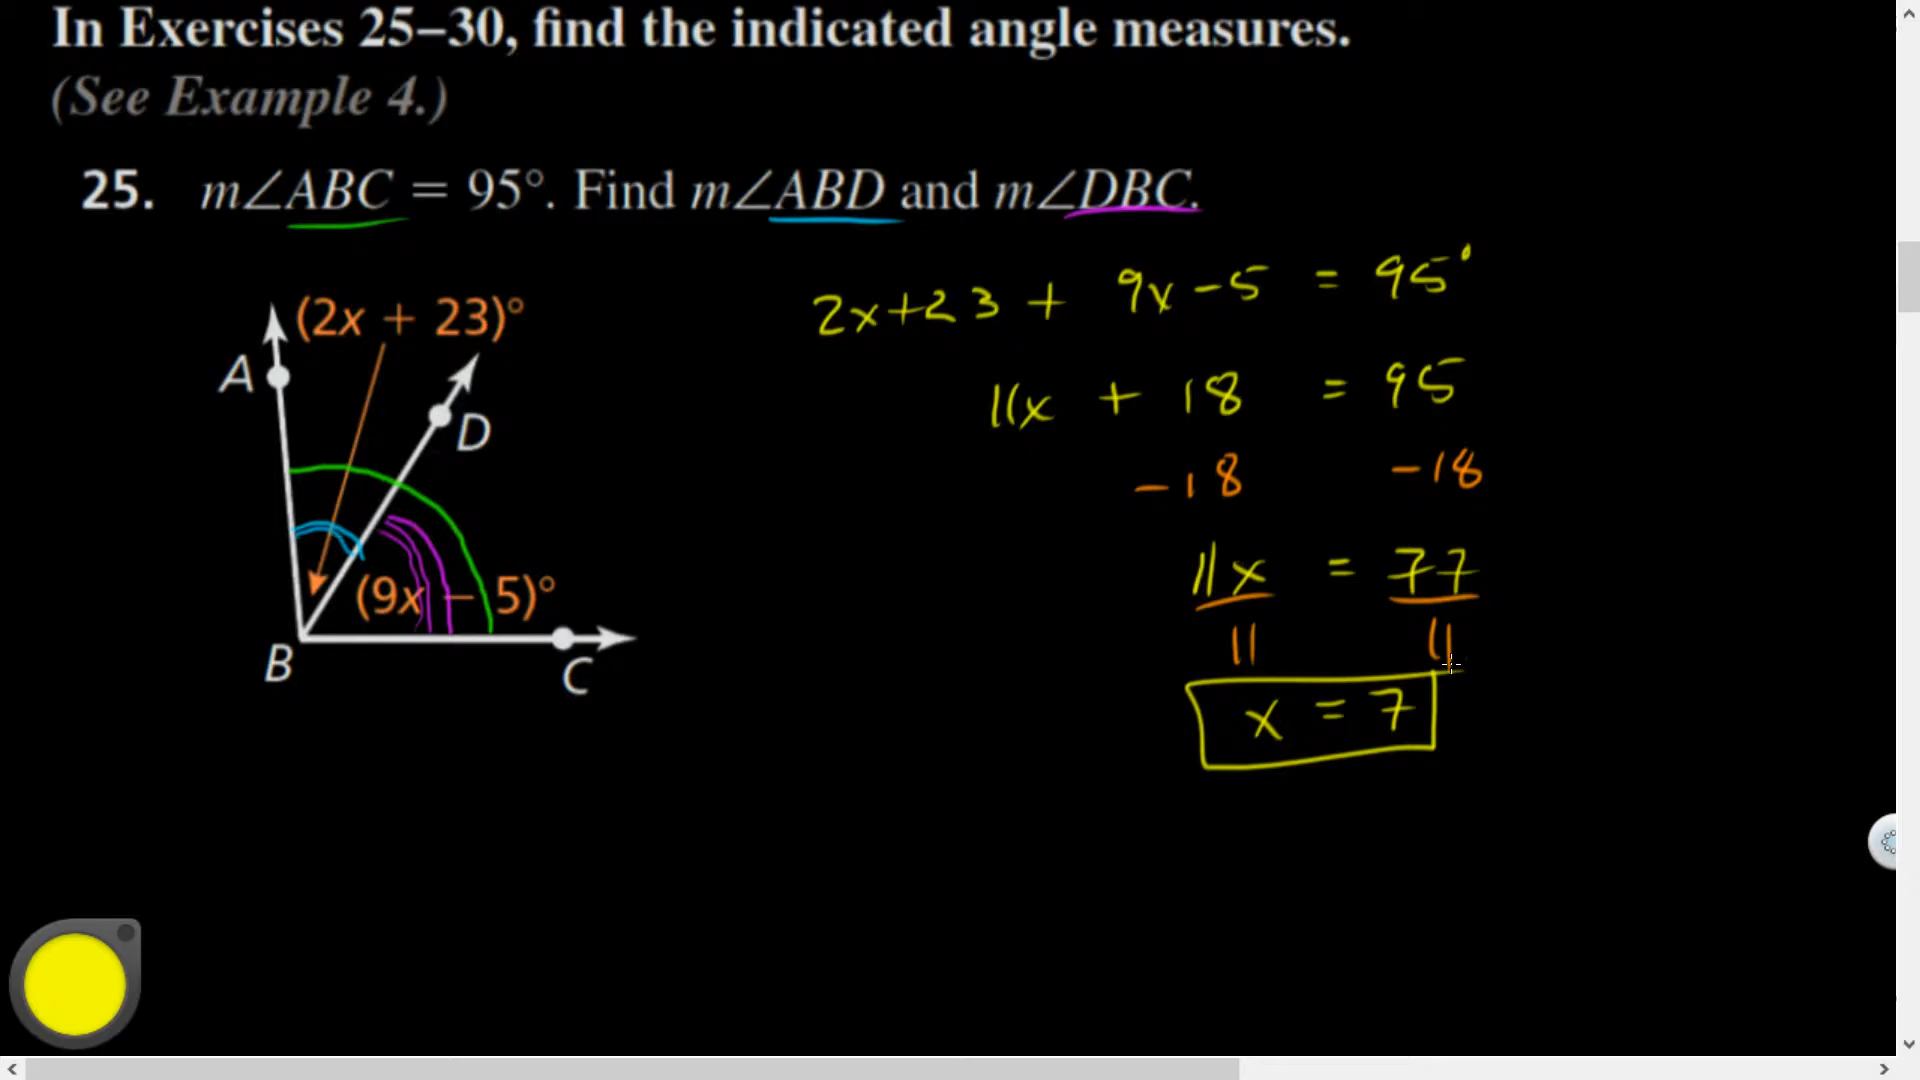 In Exercises 25–30, find the indicated angle measures.
(See Example 4.)
25. m∠ABC = 95°. Find m∠ABD and m∠DBC.
(2x + 23)°
A
D
(9x – 5)°
B
C
2x+23 + 9x-5 = 95°
11x + 18 = 95
-18 -18
11x = 77
11 11
x = 7